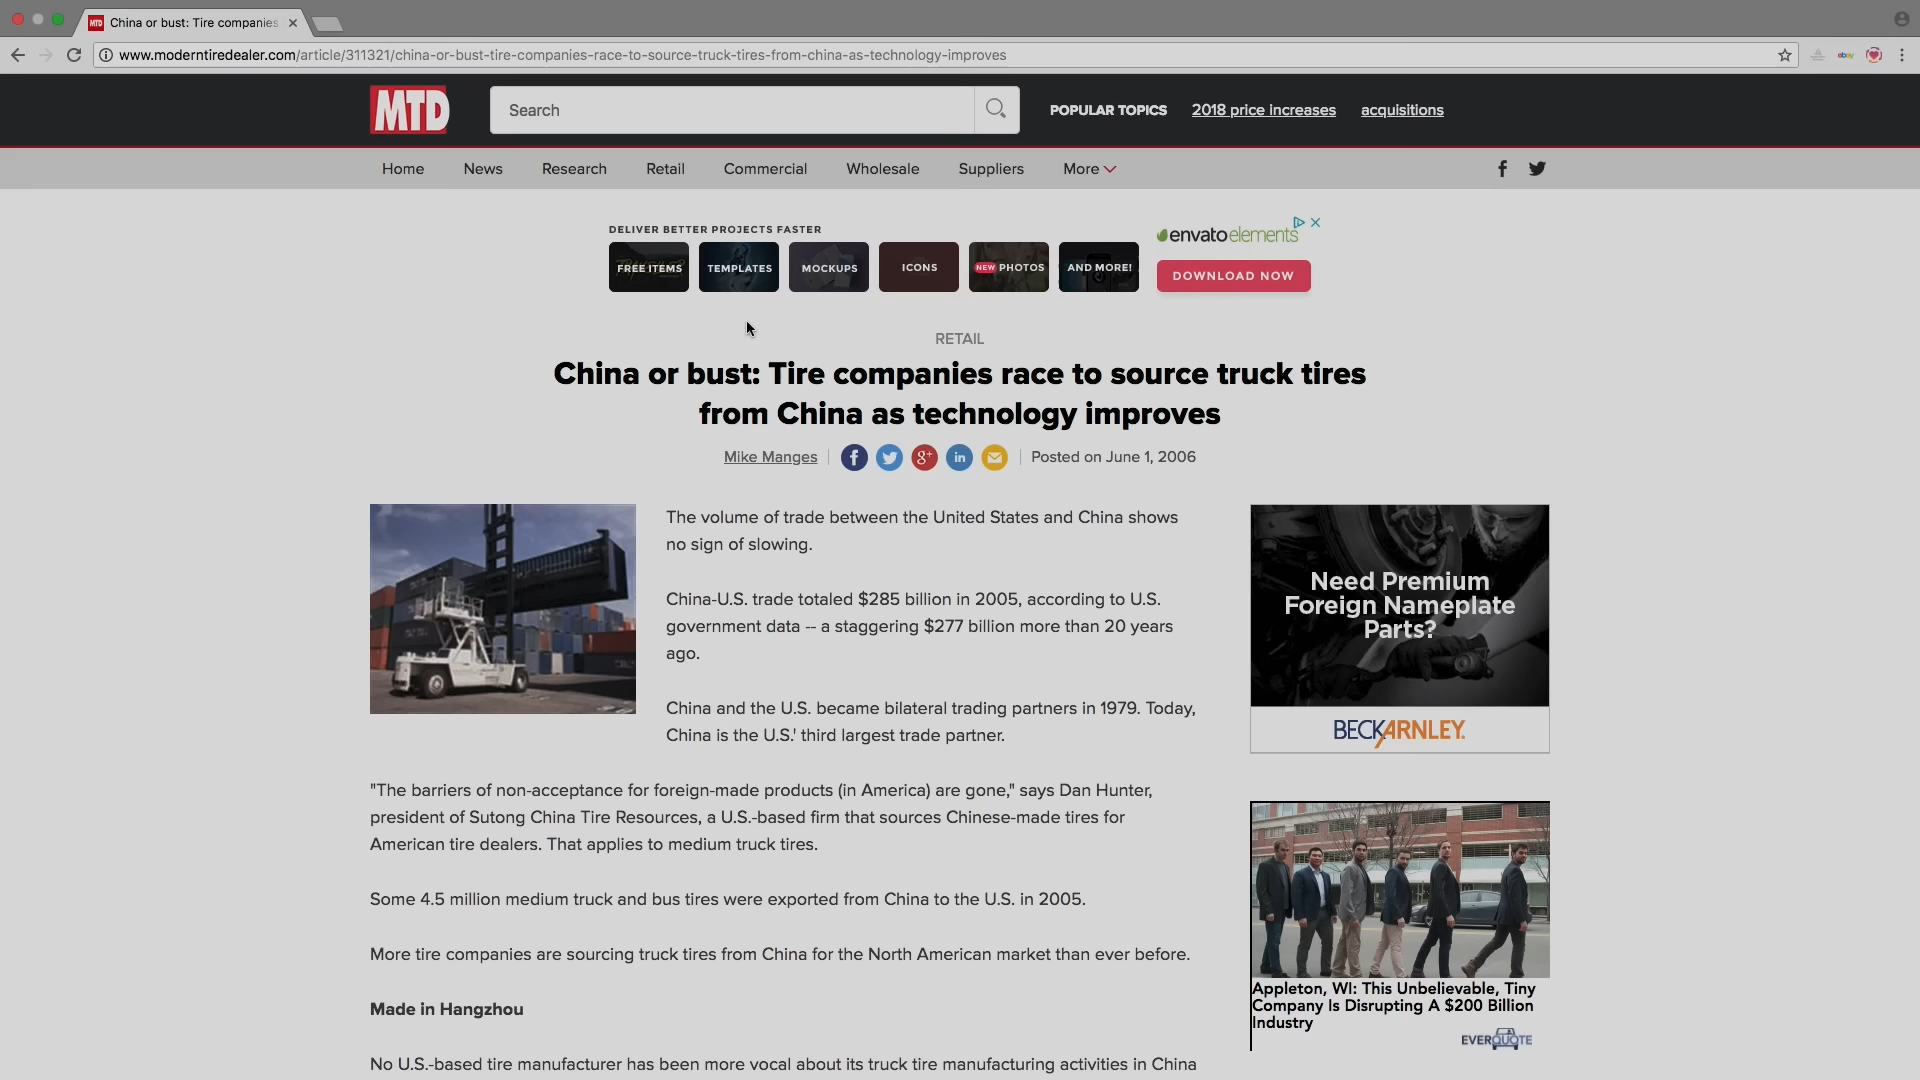 MTD China or bust: Tire companies
www.moderntiredealer.com/article/311321/china-or-bust-tire-companies-race-to-source-truck-tires-from-china-as-technology-improves
ebay
MTD
Search
POPULAR TOPICS 2018 price increases acquisitions
Home News Research Retail Commercial Wholesale Suppliers More
DELIVER BETTER PROJECTS FASTER
FREE ITEMS TEMPLATES MOCKUPS ICONS NEW PHOTOS AND MORE!
envatoelements
DOWNLOAD NOW
RETAIL
China or bust: Tire companies race to source truck tires
from China as technology improves
Mike Manges Posted on June 1, 2006
The volume of trade between the United States and China shows
no sign of slowing.
China-U.S. trade totaled $285 billion in 2005, according to U.S.
government data -- a staggering $277 billion more than 20 years
ago.
China and the U.S. became bilateral trading partners in 1979. Today,
China is the U.S.' third largest trade partner.
"The barriers of non-acceptance for foreign-made products (in America) are gone," says Dan Hunter,
president of Sutong China Tire Resources, a U.S.-based firm that sources Chinese-made tires for
American tire dealers. That applies to medium truck tires.
Some 4.5 million medium truck and bus tires were exported from China to the U.S. in 2005.
More tire companies are sourcing truck tires from China for the North American market than ever before.
Made in Hangzhou
No U.S.-based tire manufacturer has been more vocal about its truck tire manufacturing activities in China
Need Premium
Foreign Nameplate
Parts?
BECK/ARNLEY.
Appleton, WI: This Unbelievable, Tiny
Company Is Disrupting A $200 Billion
Industry
EVERQUOTE